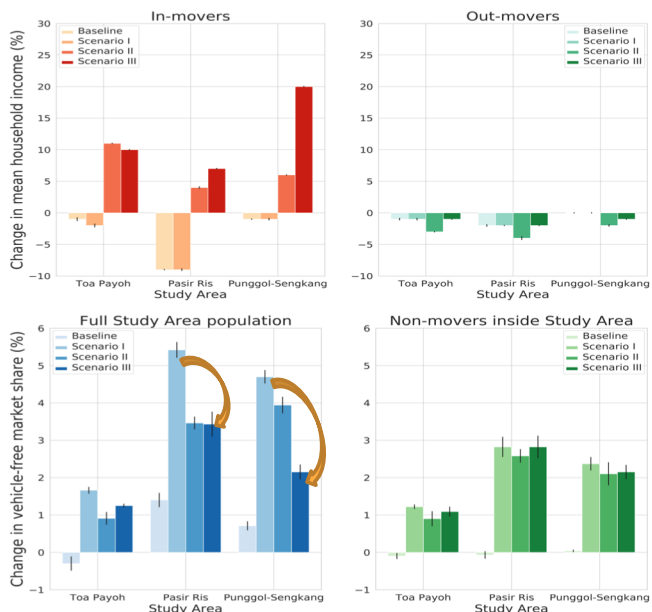 In-movers
Change in mean household income (%)
30
25
20
15
10
5
0
−5
−10
Baseline
Scenario I
Scenario II
Scenario III
Toa Payoh
Pasir Ris
Punggol-Sengkang
Study Area
Out-movers
30
25
20
15
10
5
0
−5
−10
Baseline
Scenario I
Scenario II
Scenario III
Toa Payoh
Pasir Ris
Punggol-Sengkang
Study Area
Full Study Area population
Change in vehicle-free market share (%)
6
5
4
3
2
1
0
−1
Baseline
Scenario I
Scenario II
Scenario III
Toa Payoh
Pasir Ris
Punggol-Sengkang
Study Area
Non-movers inside Study Area
6
5
4
3
2
1
0
−1
Baseline
Scenario I
Scenario II
Scenario III
Toa Payoh
Pasir Ris
Punggol-Sengkang
Study Area